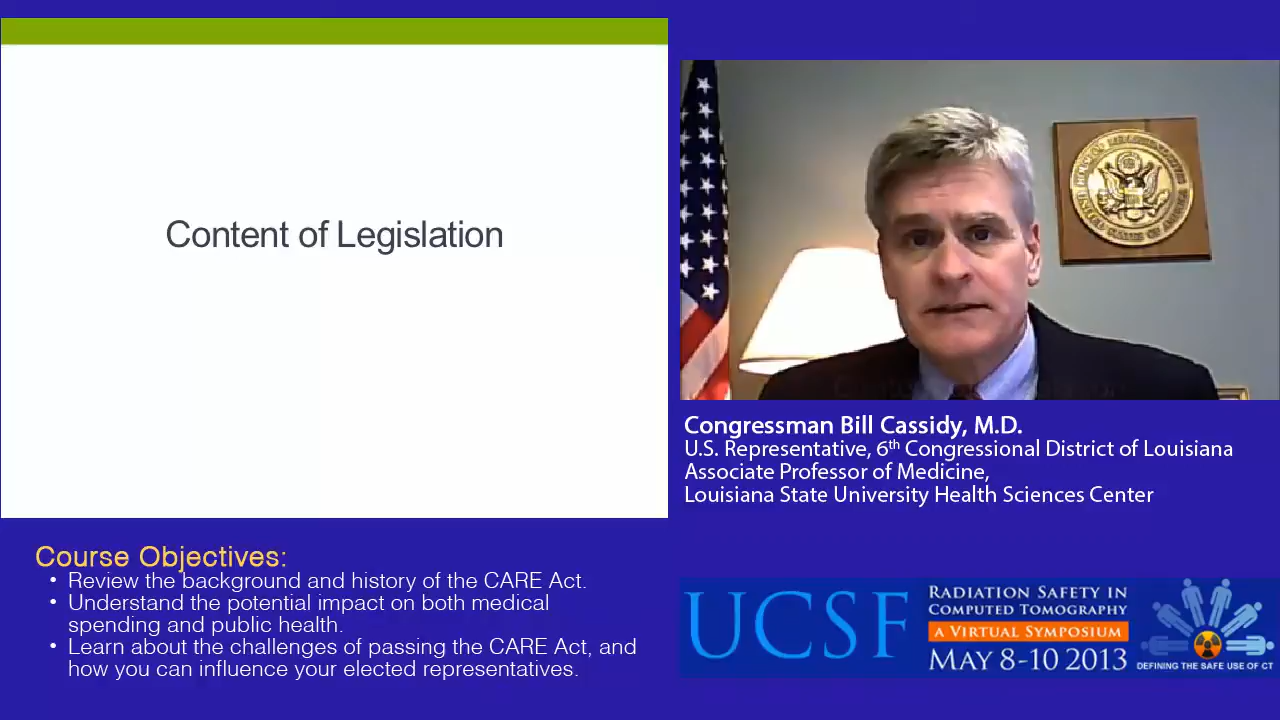 Content of Legislation
Congressman Bill Cassidy, M.D.
U.S. Representative, 6th Congressional District of Louisiana
Associate Professor of Medicine,
Louisiana State University Health Sciences Center
Course Objectives:
• Review the background and history of the CARE Act.
• Understand the potential impact on both medical
spending and public health.
• Learn about the challenges of passing the CARE Act, and
how you can influence your elected representatives.
UCSF
RADIATION SAFETY IN
COMPUTED TOMOGRAPHY
A VIRTUAL SYMPOSIUM
MAY 8-10 2013
DEFINING THE SAFE USE OF CT